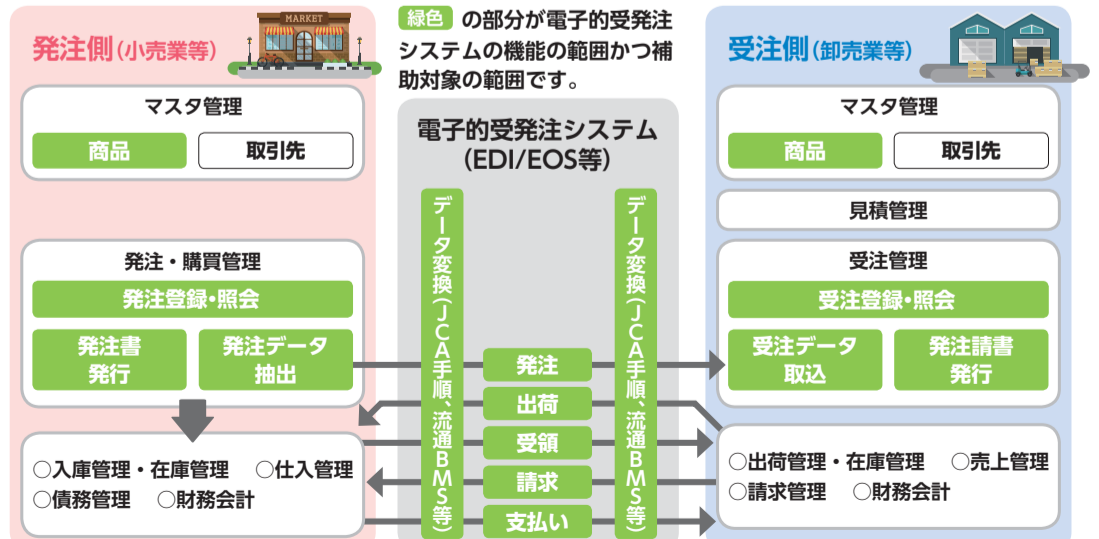 発注側(小売業等)
MARKET
マスタ管理
商品
取引先
発注・購買管理
発注登録・照会
発注書
発行
発注データ
抽出
○入庫管理・在庫管理 ○仕入管理
○債務管理 ○財務会計
緑色 の部分が電子的受発注
システムの機能の範囲かつ補
助対象の範囲です。
電子的受発注システム
(EDI/EOS等)
データ変換(JCA手順、流通BMS等)
発注
出荷
受領
請求
支払い
データ変換(JCA手順、流通BMS等)
受注側(卸売業等)
マスタ管理
商品
取引先
見積管理
受注管理
受注登録・照会
受注データ
取込
発注請書
発行
○出荷管理・在庫管理 ○売上管理
○請求管理 ○財務会計